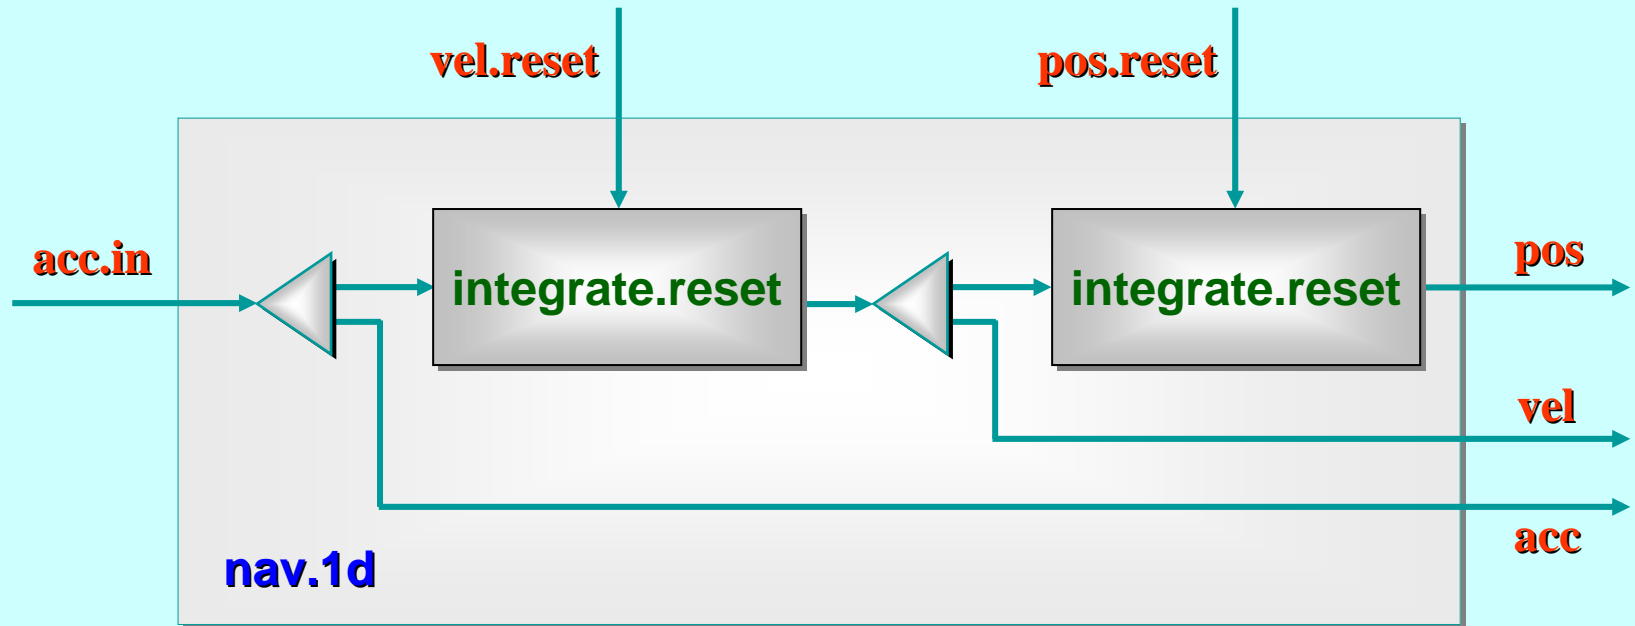 vel.reset
pos.reset
acc.in
integrate.reset
integrate.reset
pos
vel
acc
nav.1d